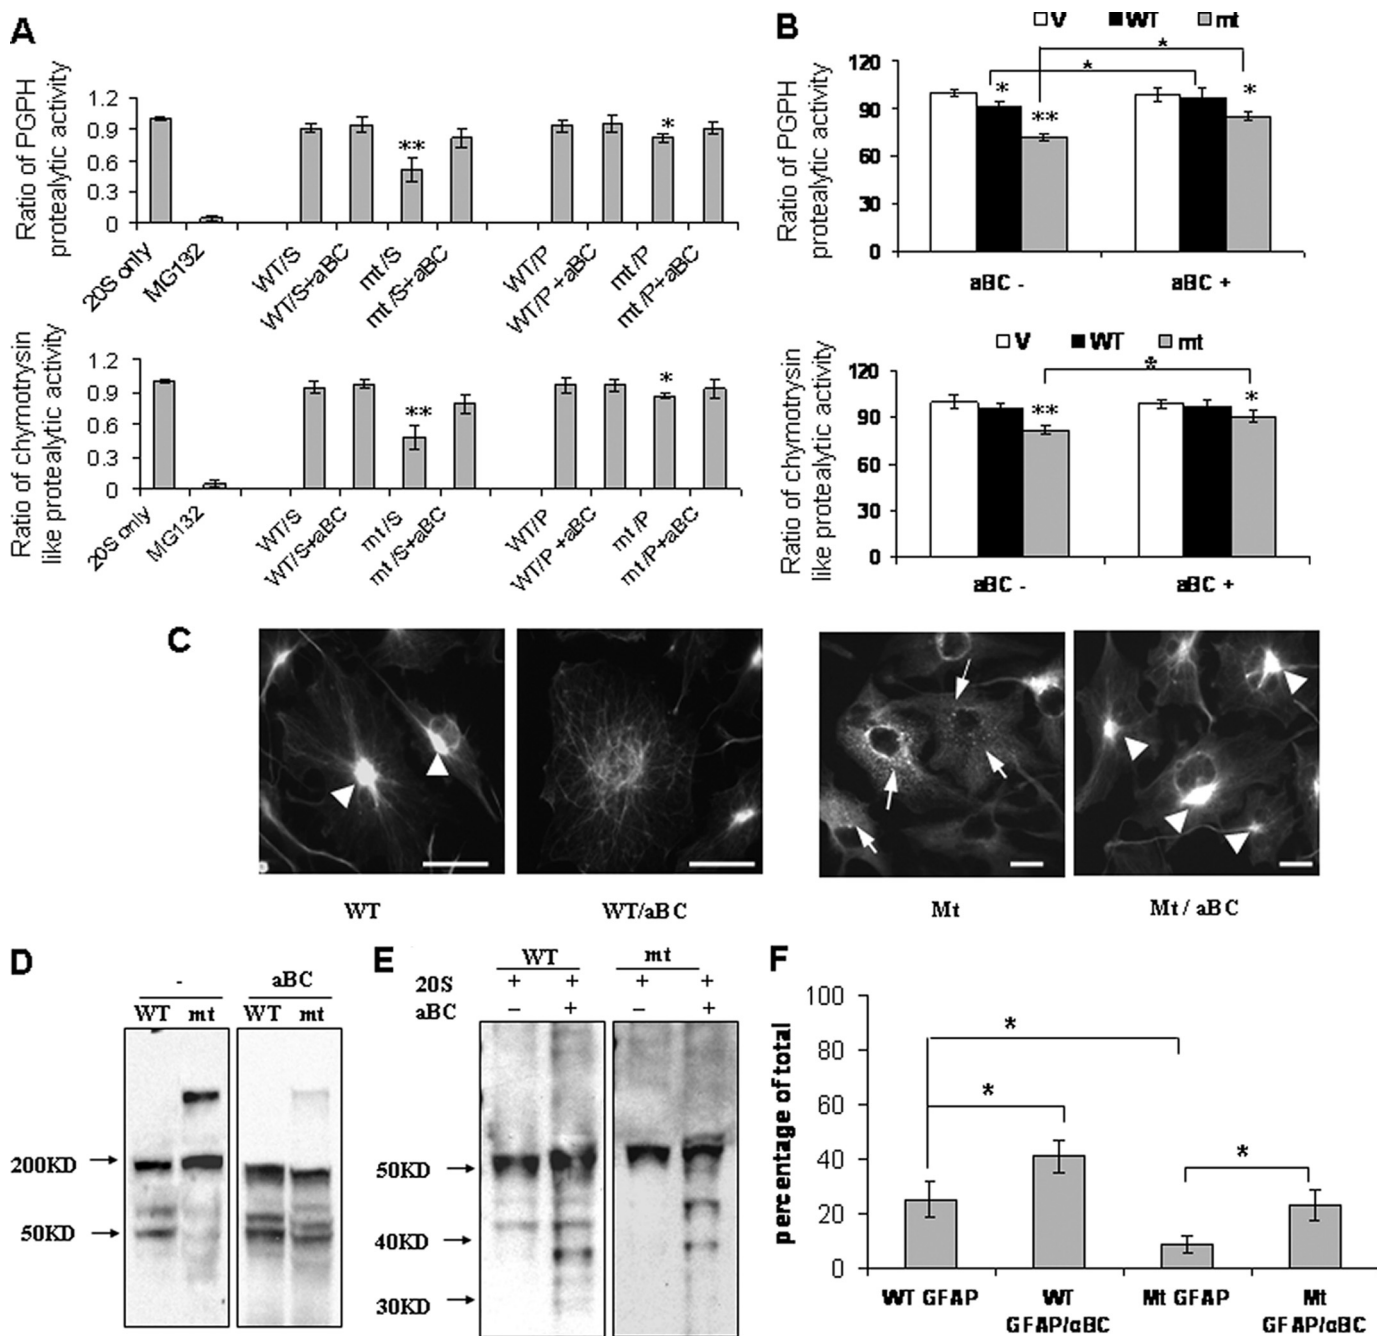 A
Ratio of PGPH
protealytic activity
1.2
0.9
0.6
0.3
0
**
*
20S only
MG132
WT/S
WT/S+aBC
mt/S
mt/S+aBC
WT/P
WT/P+aBC
mt/P
mt/P+aBC
Ratio of chymotrysin
like protealytic activity
1.2
0.9
0.6
0.3
0
**
*
20S only
MG132
WT/S
WT/S+aBC
mt/S
mt/S+aBC
WT/P
WT/P+aBC
mt/P
mt/P+aBC
B
V WT mt
Ratio of PGPH
protealytic activity
120
90
60
30
0
*
*
*
**
*
aBC - aBC +
V WT mt
Ratio of chymotrysin
like protealytic activity
120
90
60
30
0
*
**
*
aBC - aBC +
C
WT WT/aBC Mt Mt / aBC
D
- aBC
WT mt WT mt
200KD
50KD
E
WT mt
20S + + + +
aBC – + – +
50KD
40KD
30KD
F
percentage of total
100
80
60
40
20
0
*
*
*
WT GFAP WT Mt GFAP Mt
GFAP/αBC GFAP/αBC